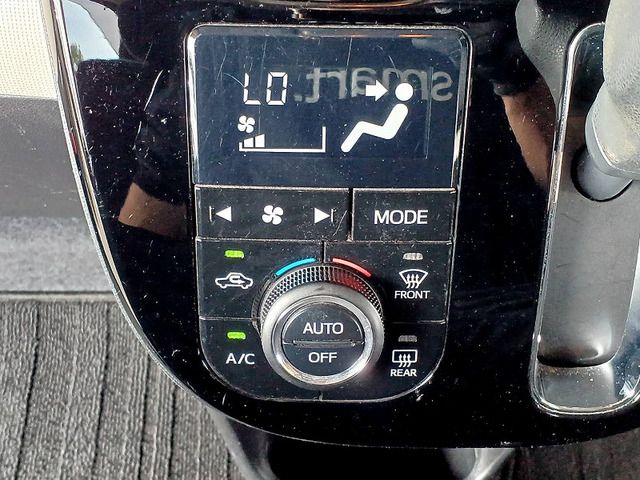 LO
smart.
MODE
FRONT
AUTO
OFF
A/C
REAR